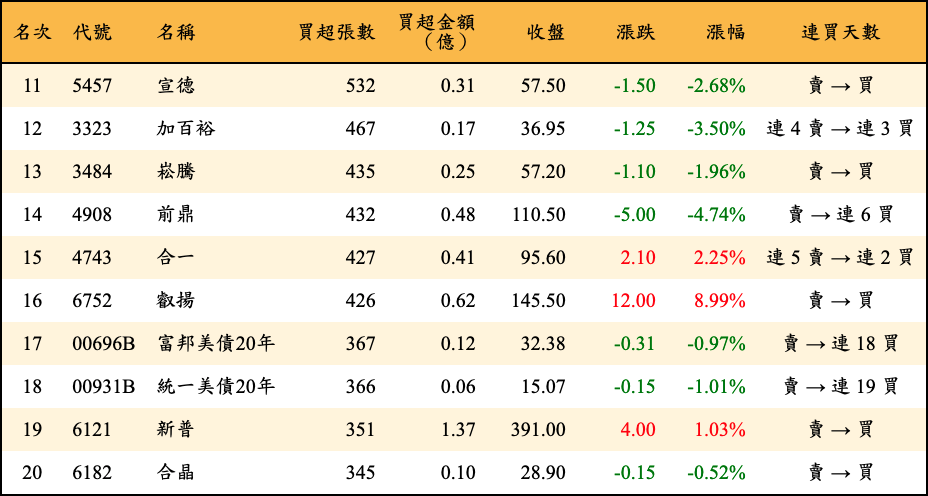 名次 代號 名稱 買超張數 買超金額（億） 收盤 漲跌 漲幅 連買天數
11 5457 宣德 532 0.31 57.50 -1.50 -2.68% 賣 → 買
12 3323 加百裕 467 0.17 36.95 -1.25 -3.50% 連 4 賣 → 連 3 買
13 3484 崧騰 435 0.25 57.20 -1.10 -1.96% 賣 → 買
14 4908 前鼎 432 0.48 110.50 -5.00 -4.74% 賣 → 連 6 買
15 4743 合一 427 0.41 95.60 2.10 2.25% 連 5 賣 → 連 2 買
16 6752 叡揚 426 0.62 145.50 12.00 8.99% 賣 → 買
17 00696B 富邦美債20年 367 0.12 32.38 -0.31 -0.97% 賣 → 連 18 買
18 00931B 統一美債20年 366 0.06 15.07 -0.15 -1.01% 賣 → 連 19 買
19 6121 新普 351 1.37 391.00 4.00 1.03% 賣 → 買
20 6182 合晶 345 0.10 28.90 -0.15 -0.52% 賣 → 買